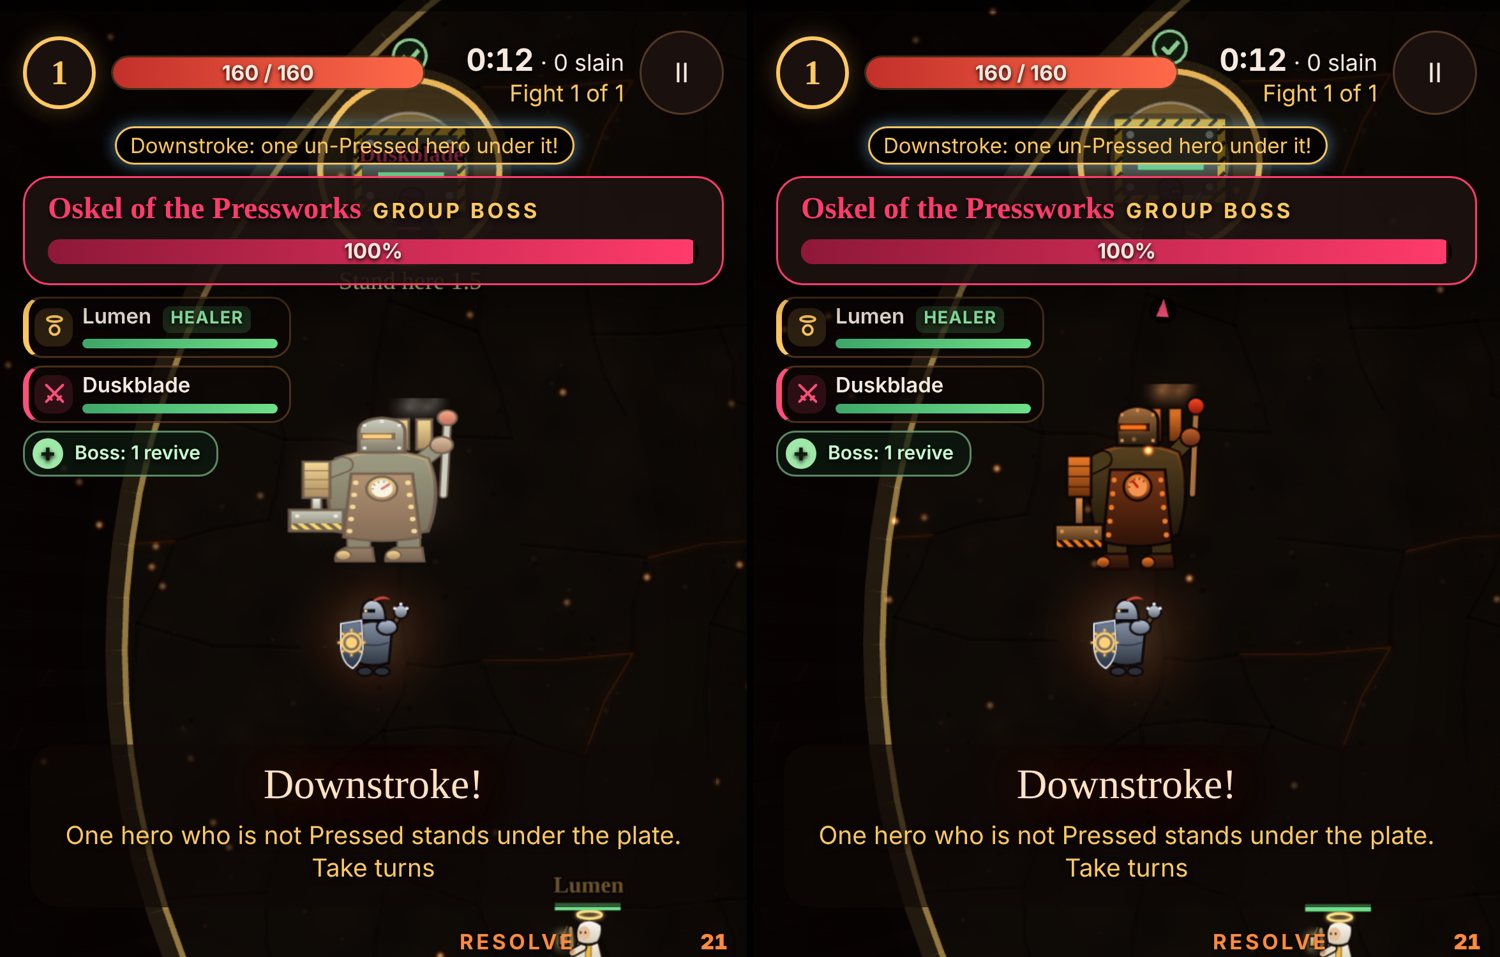 1
160 / 160
0:12 · 0 slain
Fight 1 of 1
Duskblade
Downstroke: one un-Pressed hero under it!
Oskel of the Pressworks GROUP BOSS
100%
Stand here 1.5
Lumen HEALER
Duskblade
Boss: 1 revive
Downstroke!
One hero who is not Pressed stands under the plate.
Take turns
Lumen
RESOLVE 21
1
160 / 160
0:12 · 0 slain
Fight 1 of 1
Downstroke: one un-Pressed hero under it!
Oskel of the Pressworks GROUP BOSS
100%
Lumen HEALER
Duskblade
Boss: 1 revive
Downstroke!
One hero who is not Pressed stands under the plate.
Take turns
RESOLVE 21